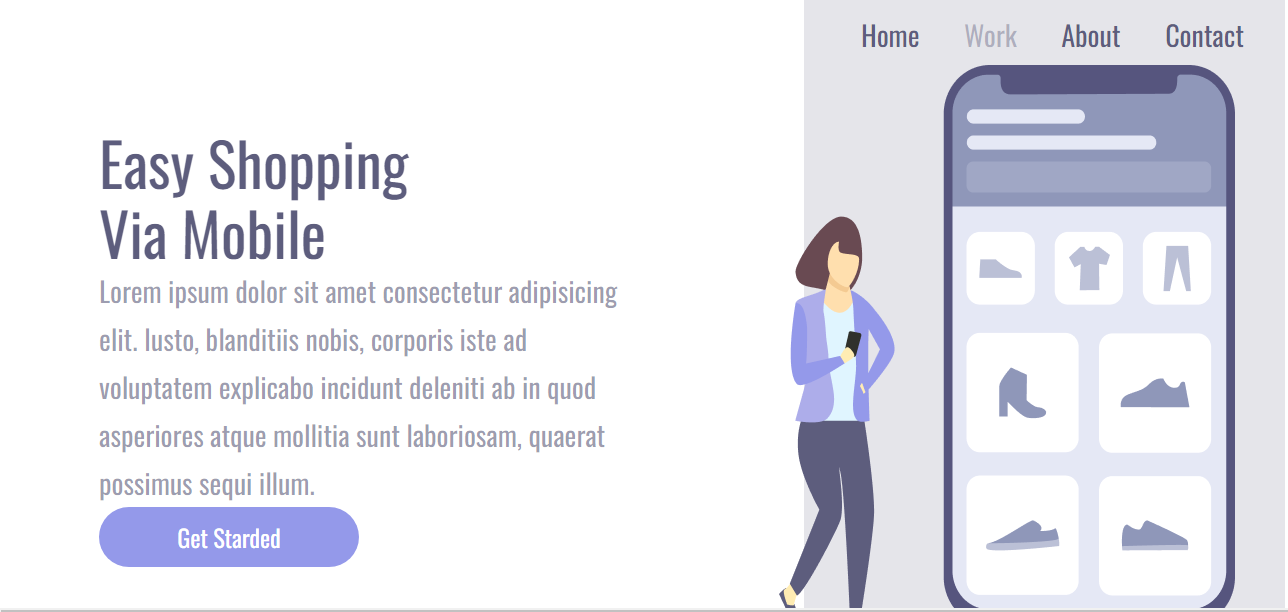 Home Work About Contact
Easy Shopping
Via Mobile
Lorem ipsum dolor sit amet consectetur adipisicing
elit. Iusto, blanditiis nobis, corporis iste ad
voluptatem explicabo incidunt deleniti ab in quod
asperiores atque mollitia sunt laboriosam, quaerat
possimus sequi illum.
Get Starded